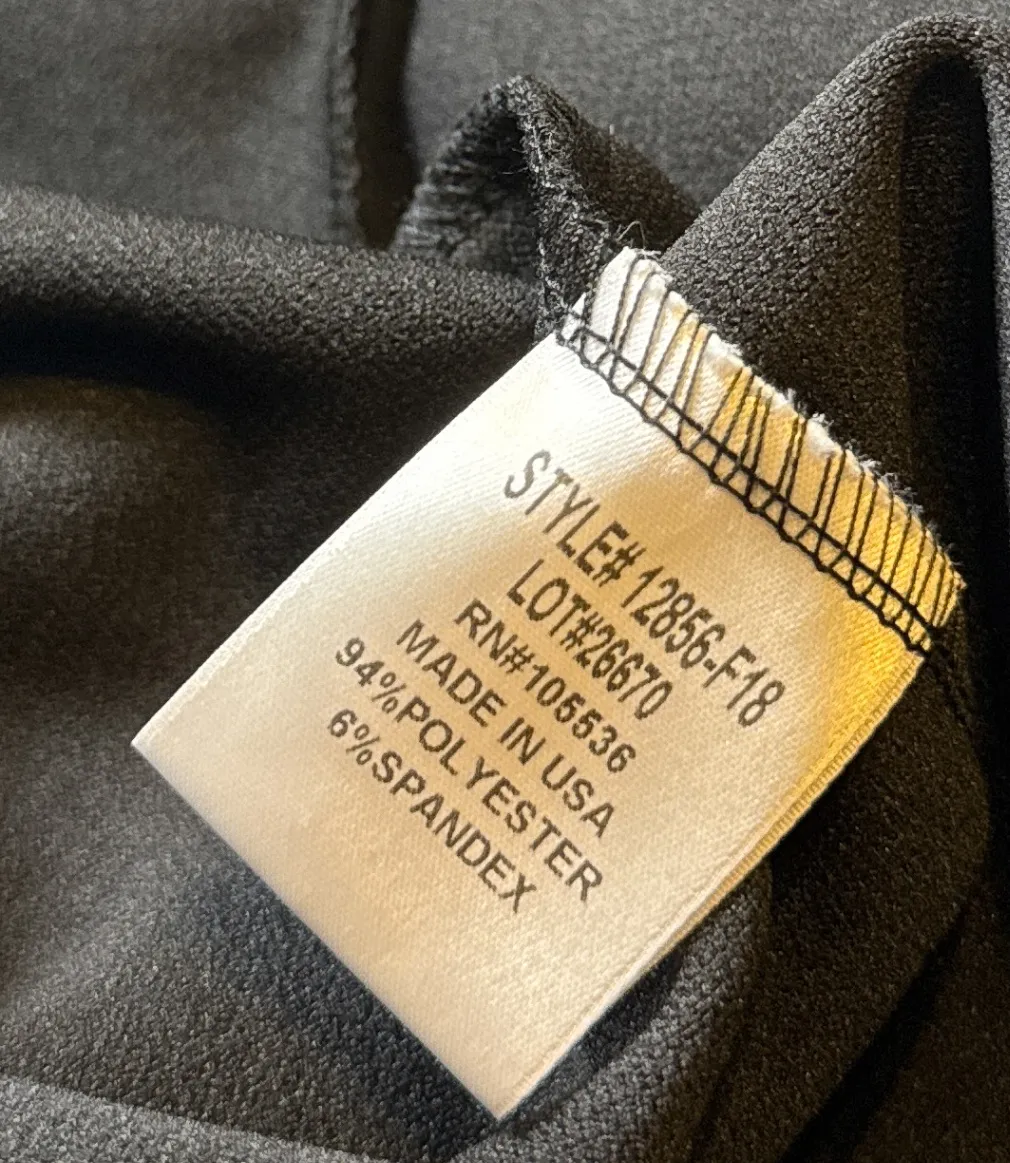 STYLE# 12856-F18
LOT#26670
RN#105536
MADE IN USA
94%POLYESTER
6%SPANDEX